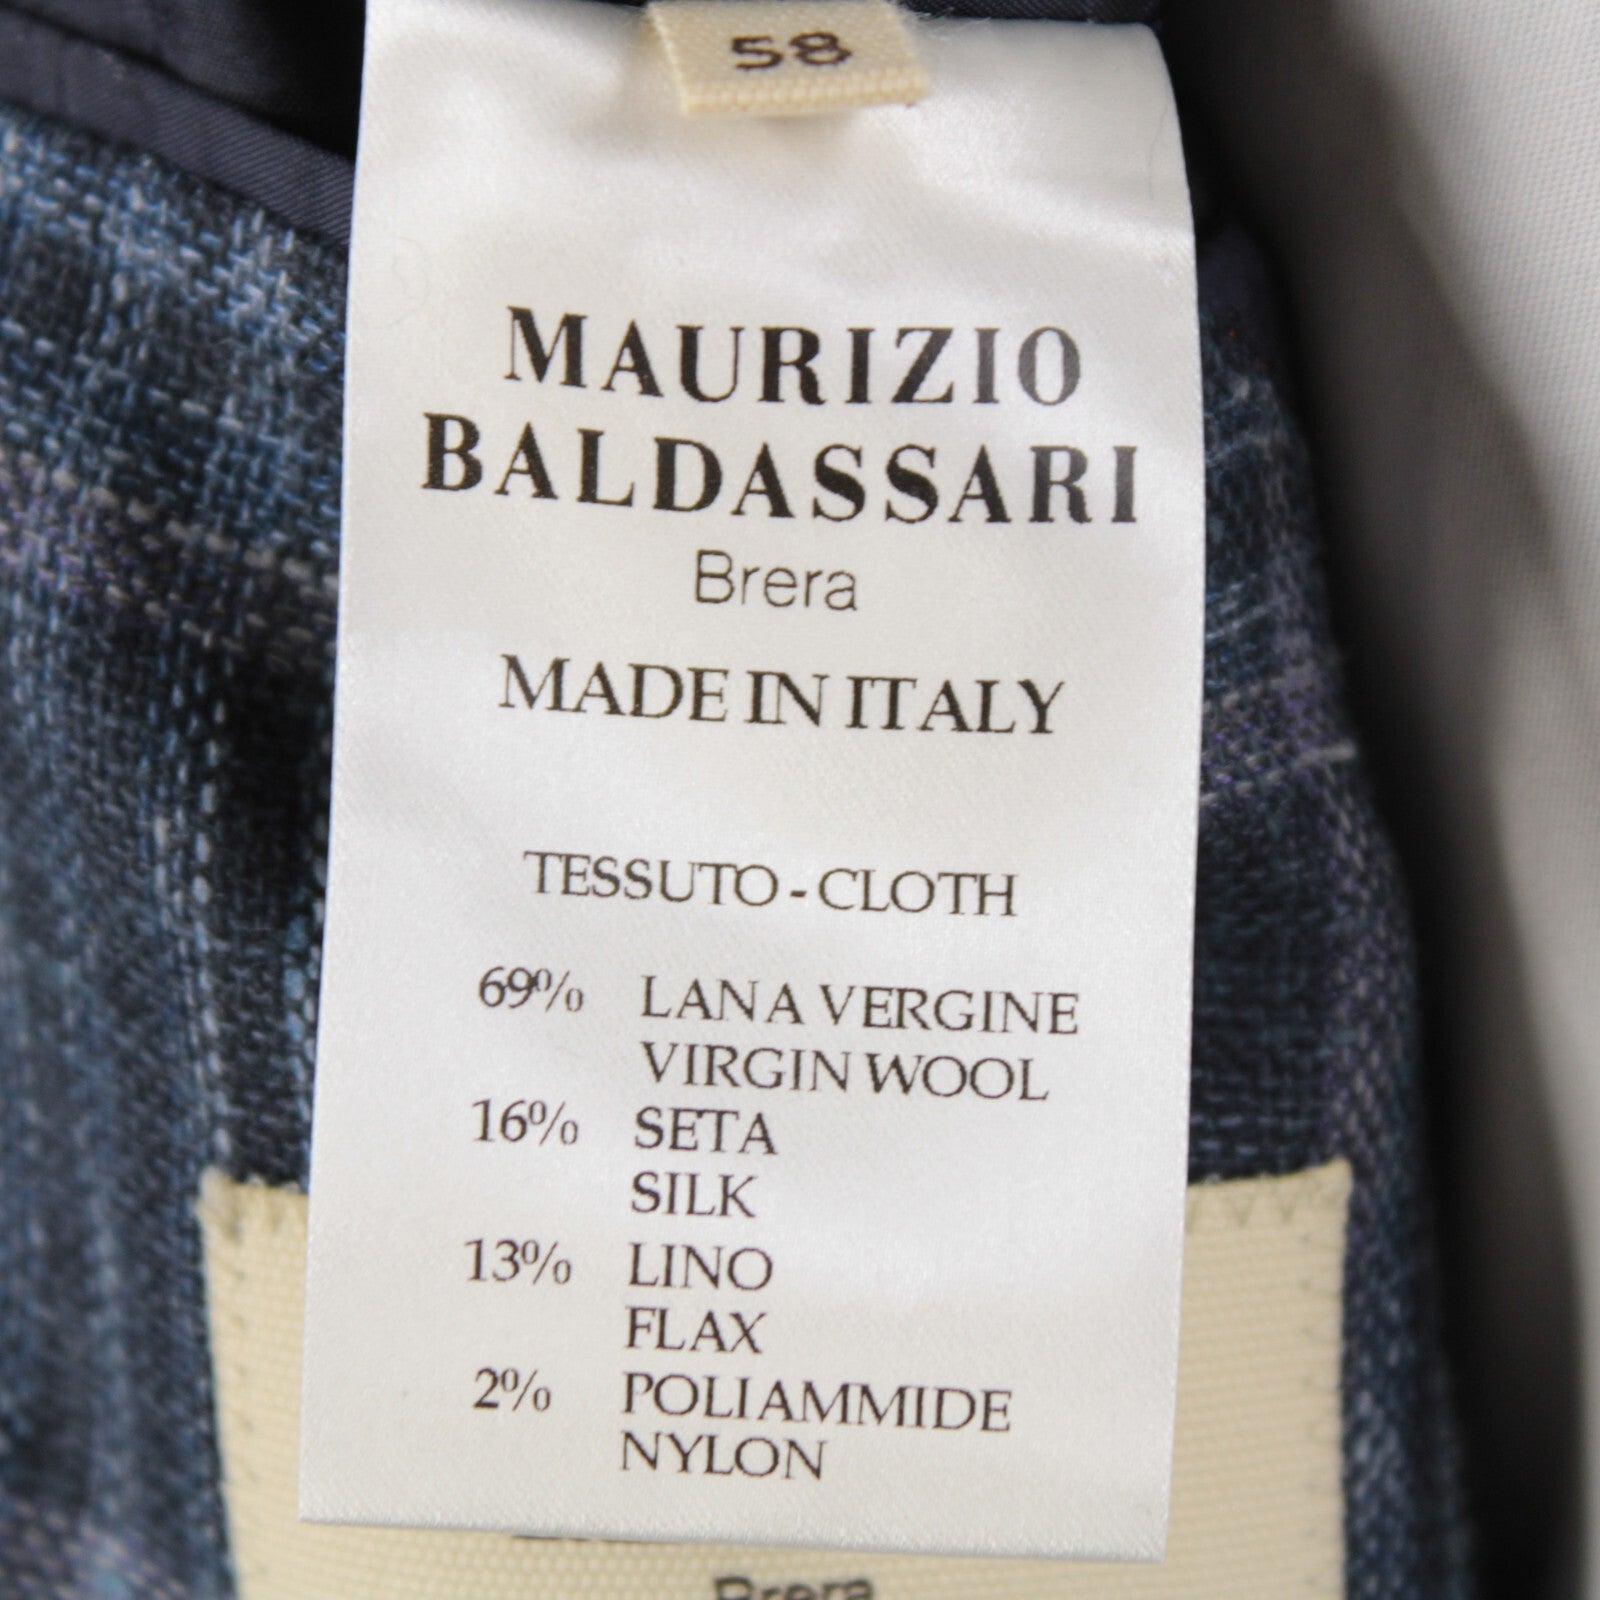 58
MAURIZIO
BALDASSARI
Brera
MADE IN ITALY
TESSUTO - CLOTH
69% LANA VERGINE
VIRGIN WOOL
16% SETA
SILK
13% LINO
FLAX
2% POLIAMMIDE
NYLON
Brera